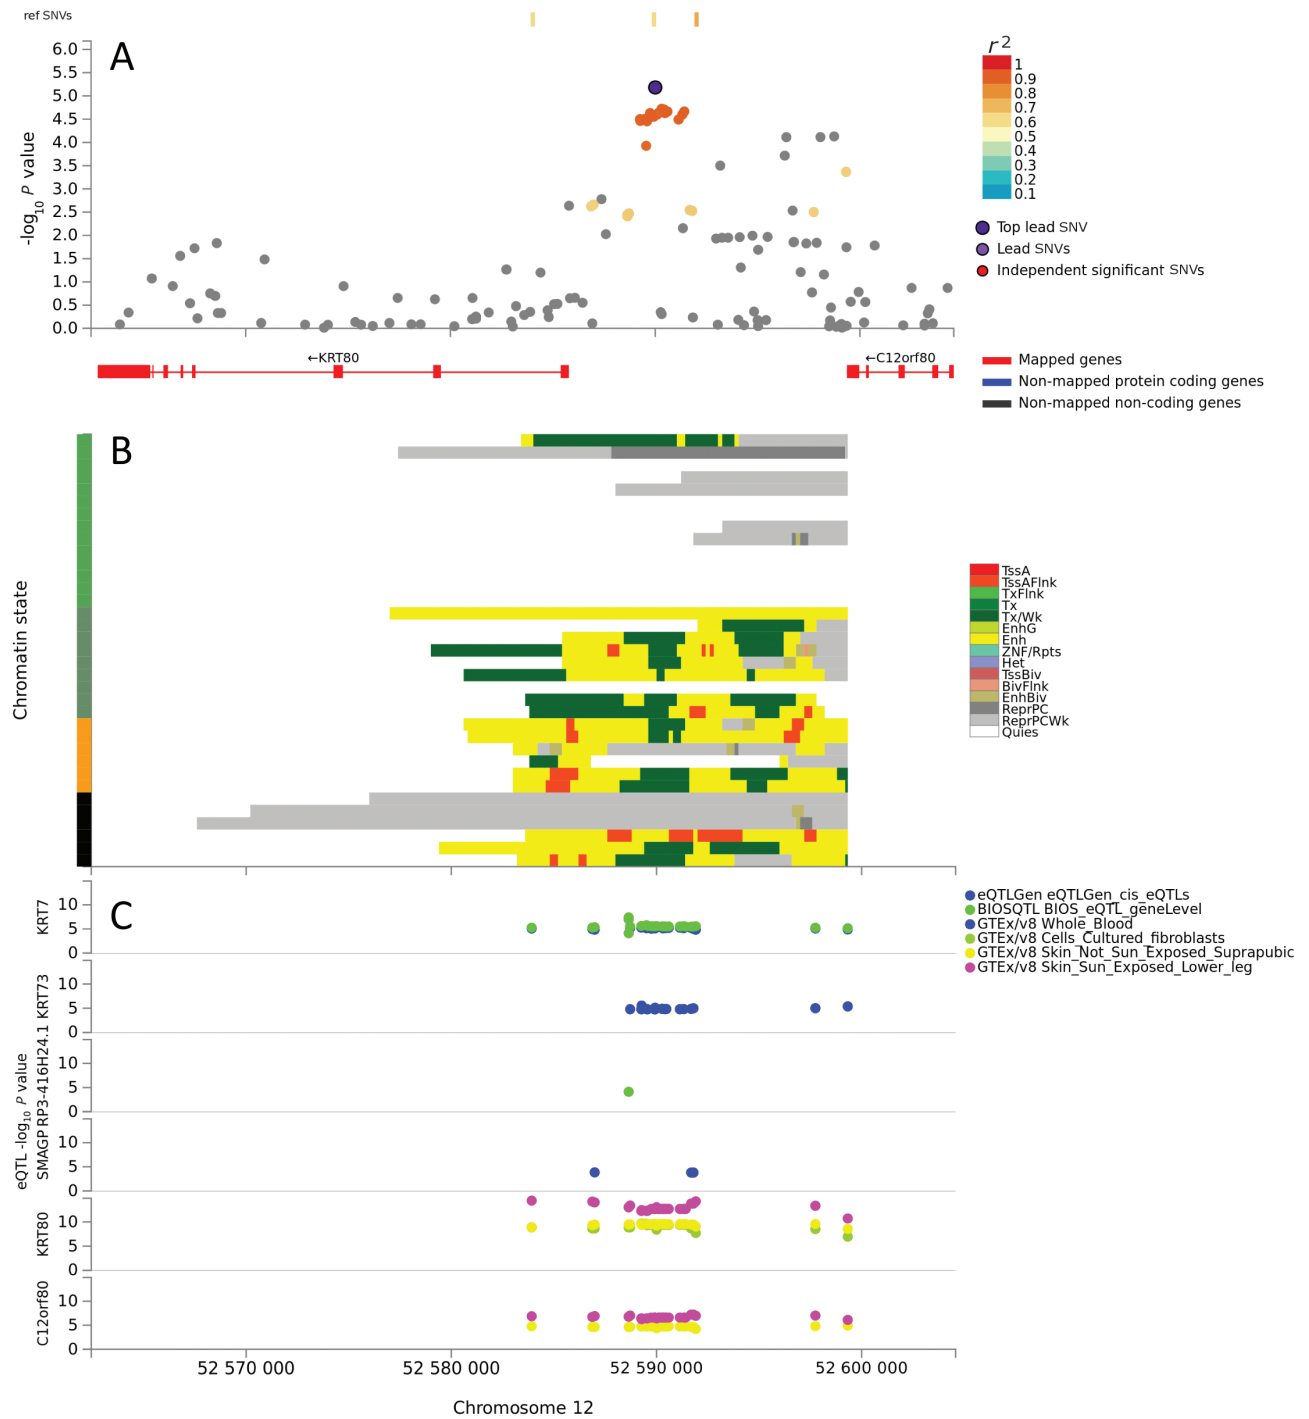 ref SNVs
A
6.0
5.5
5.0
4.5
4.0
3.5
3.0
2.5
2.0
1.5
1.0
0.5
0.0
-log10 P value
r 2
1
0.9
0.8
0.7
0.6
0.5
0.4
0.3
0.2
0.1
Top lead SNV
Lead SNVs
Independent significant SNVs
←KRT80
←C12orf80
Mapped genes
Non-mapped protein coding genes
Non-mapped non-coding genes
B
Chromatin state
TssA
TssAFlnk
TxFlnk
Tx
Tx/Wk
EnhG
Enh
ZNF/Rpts
Het
TssBiv
BivFlnk
EnhBiv
ReprPC
ReprPCWk
Quies
C
eQTL -log10 P value
KRT7
10
5
0
KRT73
10
5
0
RP3-416H24.1
10
5
0
SMAGP
10
5
0
KRT80
10
5
0
C12orf80
10
5
0
eQTLGen eQTLGen_cis_eQTLs
BIOSQTL BIOS_eQTL_geneLevel
GTEx/v8 Whole_Blood
GTEx/v8 Cells_Cultured_fibroblasts
GTEx/v8 Skin_Not_Sun_Exposed_Suprapubic
GTEx/v8 Skin_Sun_Exposed_Lower_leg
52 570 000
52 580 000
52 590 000
52 600 000
Chromosome 12